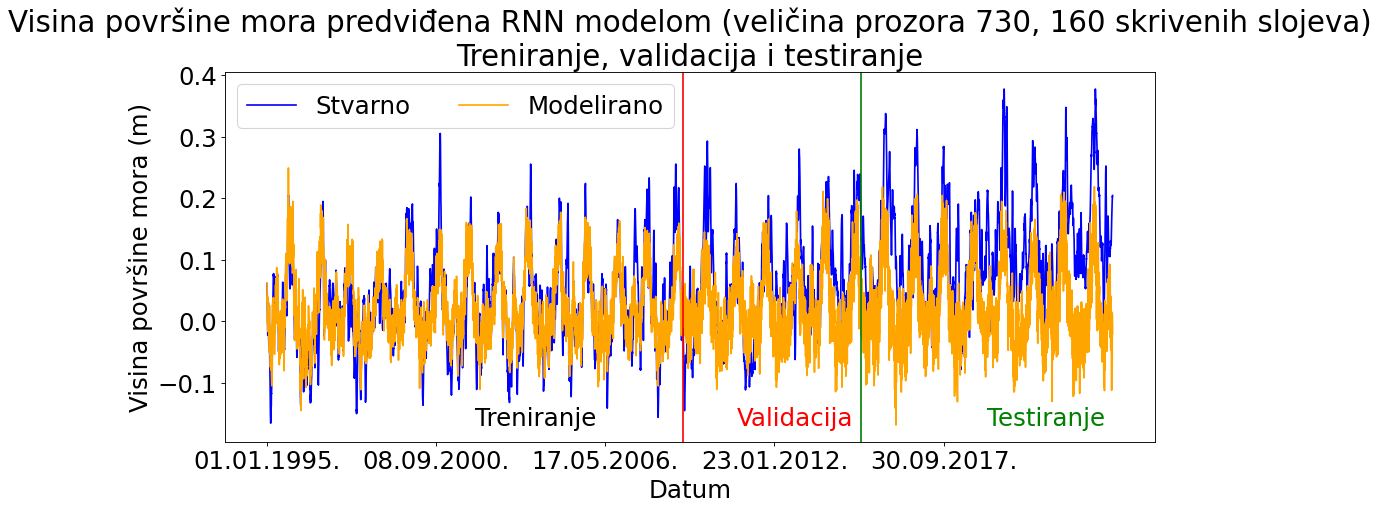 Visina površine mora predviđena RNN modelom (veličina prozora 730, 160 skrivenih slojeva)
Treniranje, validacija i testiranje
Stvarno
Modelirano
Visina površine mora (m)
0.4
0.3
0.2
0.1
0.0
−0.1
Treniranje
Validacija
Testiranje
01.01.1995.
08.09.2000.
17.05.2006.
23.01.2012.
30.09.2017.
Datum